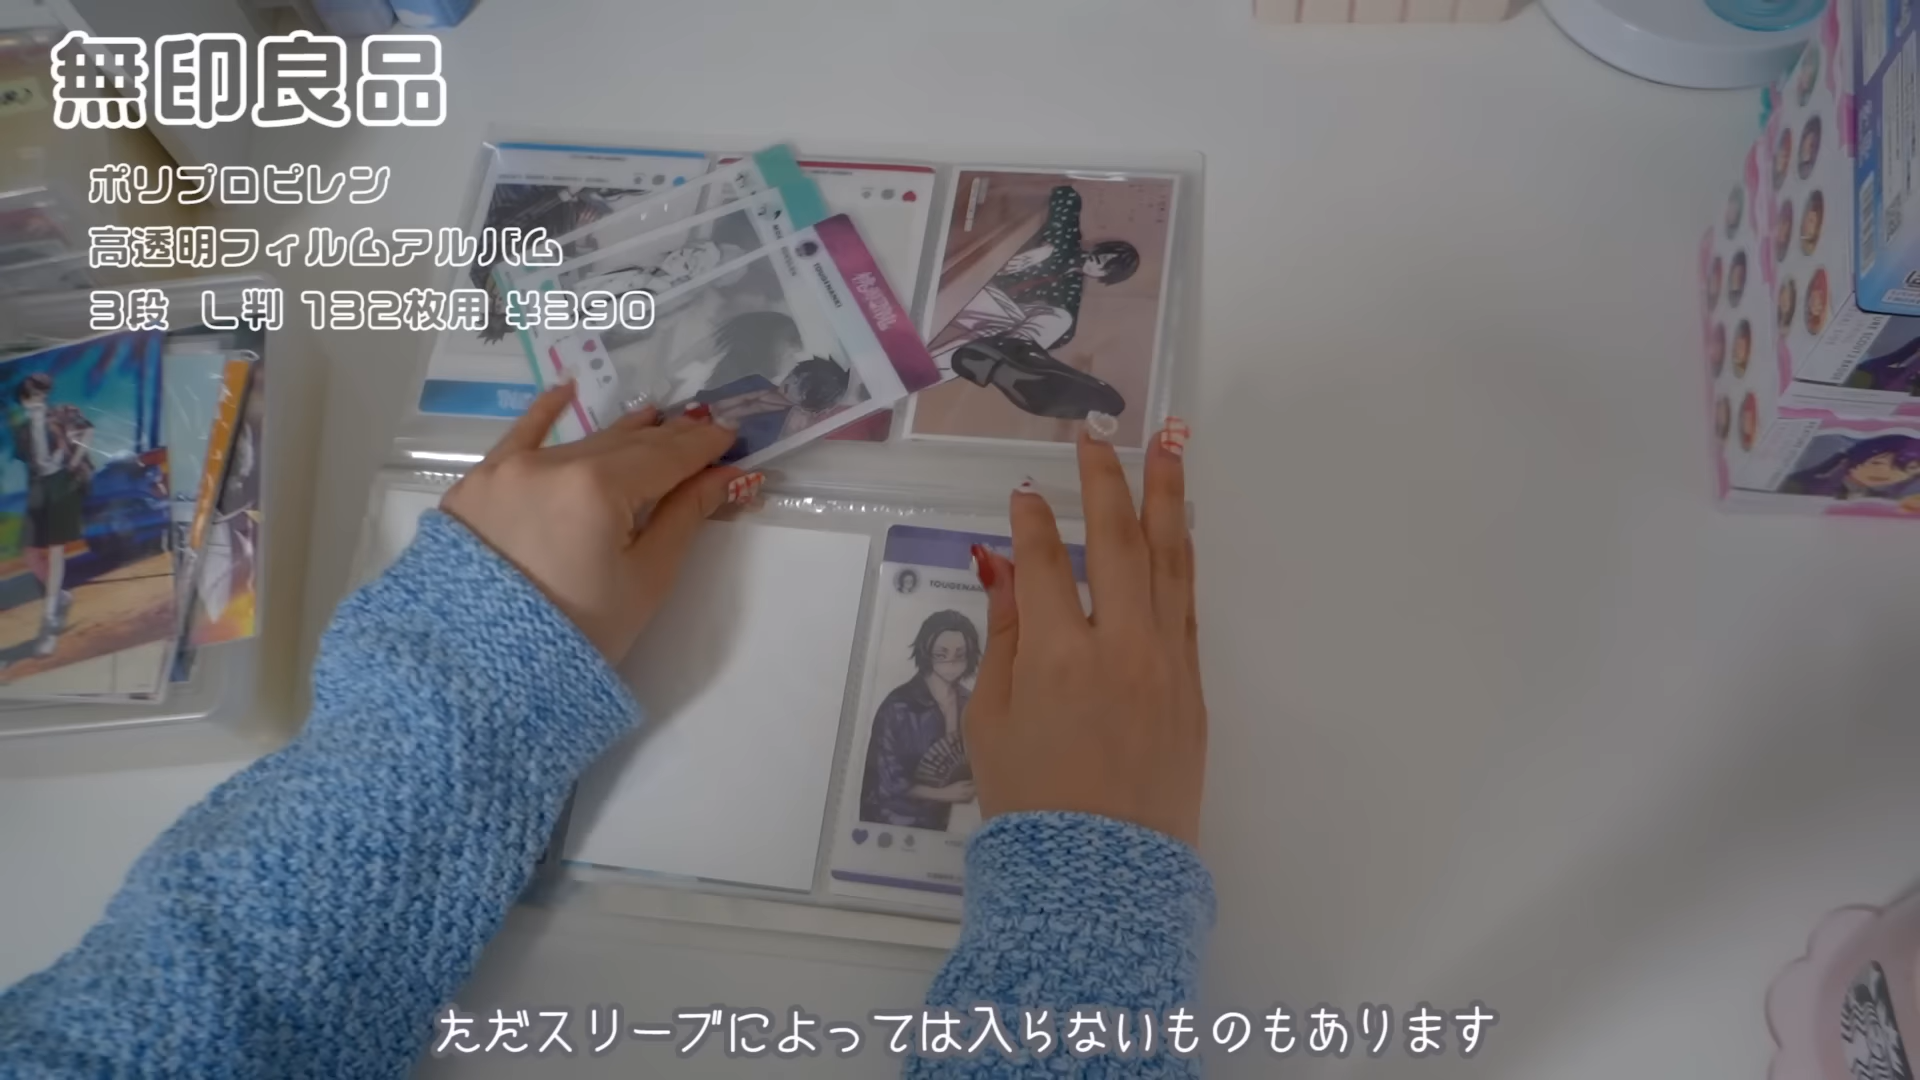 無印良品
ポリプロピレン
高透明フィルムアルバム
3段 L判 132枚用 ¥390
TOUGENANKI
ただスリーブによっては入らないものもあります